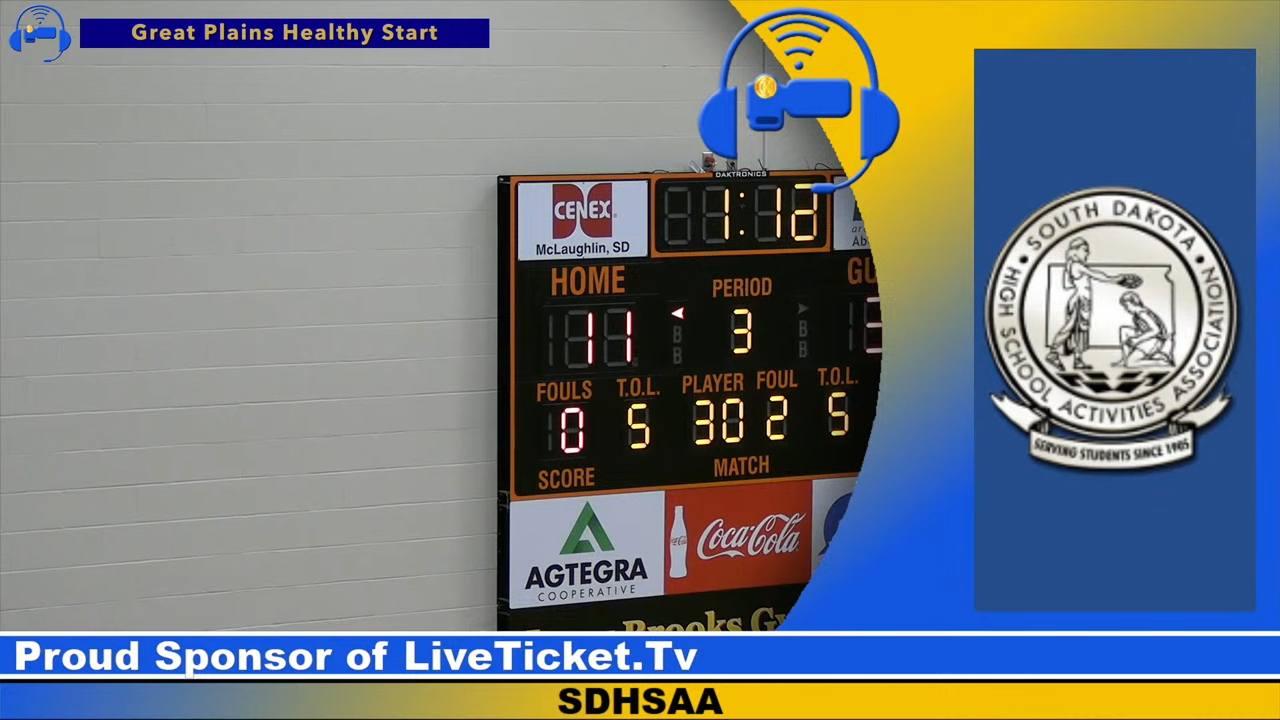 Great Plains Healthy Start
DAKTRONICS
CENEX
McLaughlin, SD
HOME
PERIOD
11
3
FOULS
T.O.L.
PLAYER
FOUL
T.O.L.
0
5
30
2
5
SCORE
MATCH
AGTEGRA
COOPERATIVE
Coca-Cola
Brooks
SOUTH DAKOTA HIGH SCHOOL ACTIVITIES ASSOCIATION
SERVING STUDENTS SINCE 1905
Proud Sponsor of LiveTicket.Tv
SDHSAA